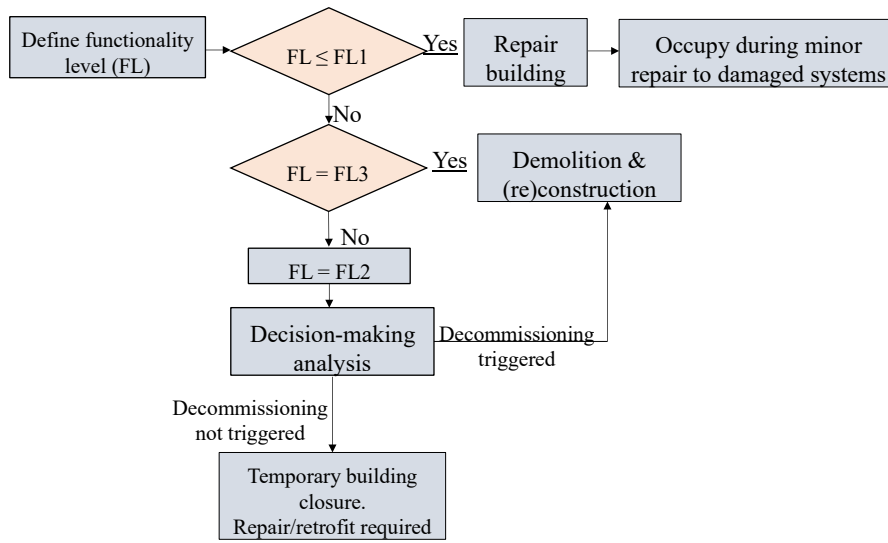 Define functionality
level (FL)
FL ≤ FL1
Yes
Repair
building
Occupy during minor
repair to damaged systems
No
FL = FL3
Yes
Demolition &
(re)construction
No
FL = FL2
Decision-making
analysis
Decommissioning
triggered
Decommissioning
not triggered
Temporary building
closure.
Repair/retrofit required